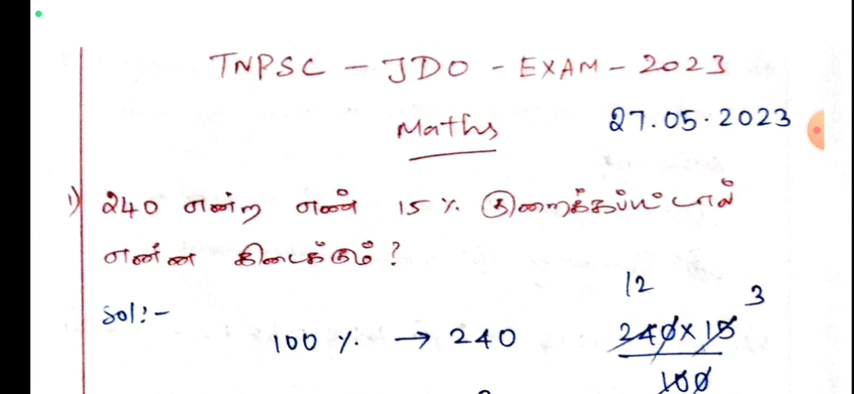 TNPSC - JDO - EXAM - 2023
Maths 27.05.2023
1) 240 என்ற எண் 15 % குறைக்கப்பட்டால்
என்ன கிடைக்கும்?
Sol:-
12 3
100 % → 240 240×15
100